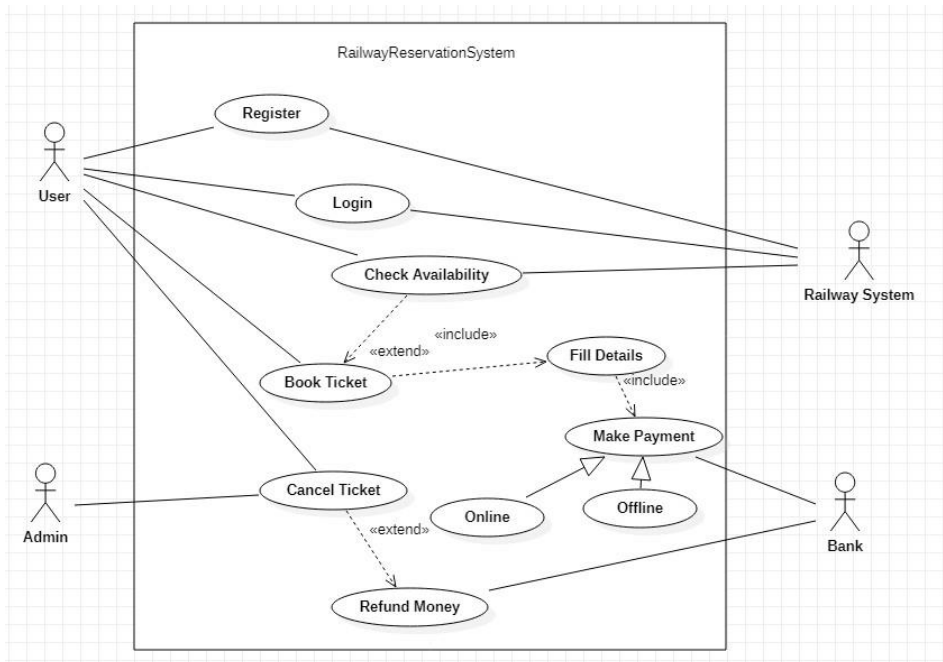 RailwayReservationSystem
Register
User
Login
Check Availability
Railway System
«include»
«extend»
Fill Details
Book Ticket
«include»
Make Payment
Cancel Ticket
Online
Offline
Admin
«extend»
Bank
Refund Money